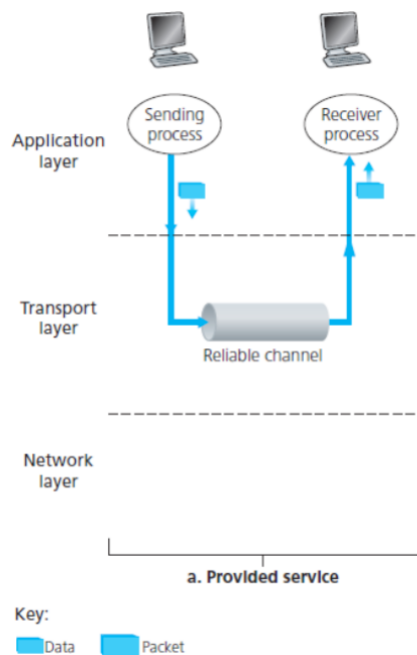 Sending
process
Receiver
process
Application
layer
Transport
layer
Reliable channel
Network
layer
a. Provided service
Key:
Data Packet